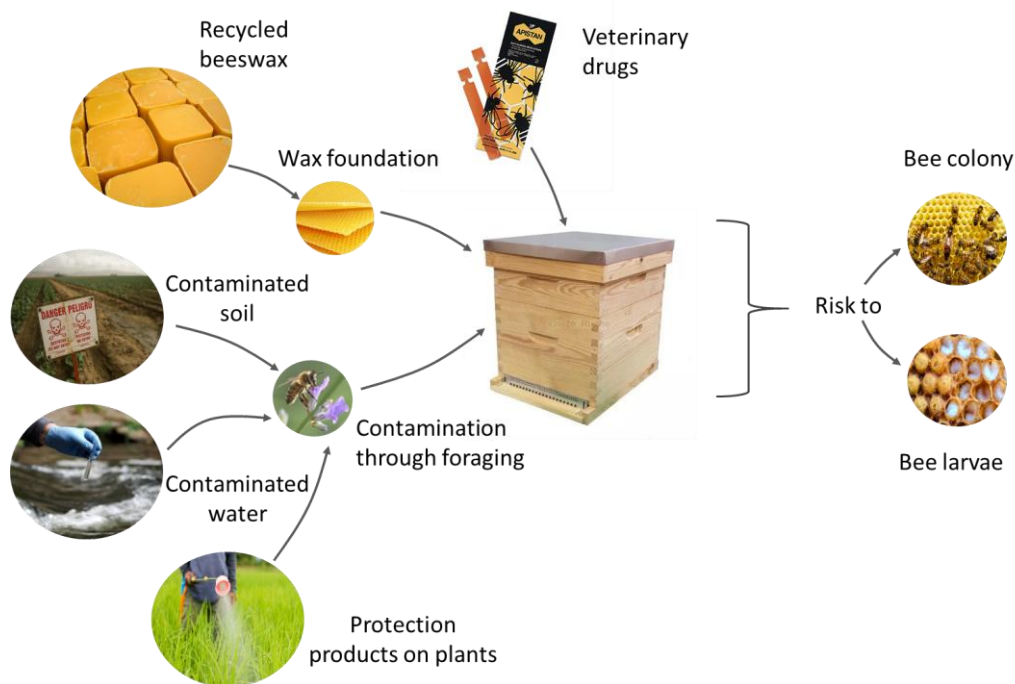 Recycled
beeswax
APISTAN
Veterinary
drugs
Wax foundation
Bee colony
Contaminated
soil
DANGER PELIGRO
Risk to
Contamination
through foraging
Bee larvae
Contaminated
water
Protection
products on plants